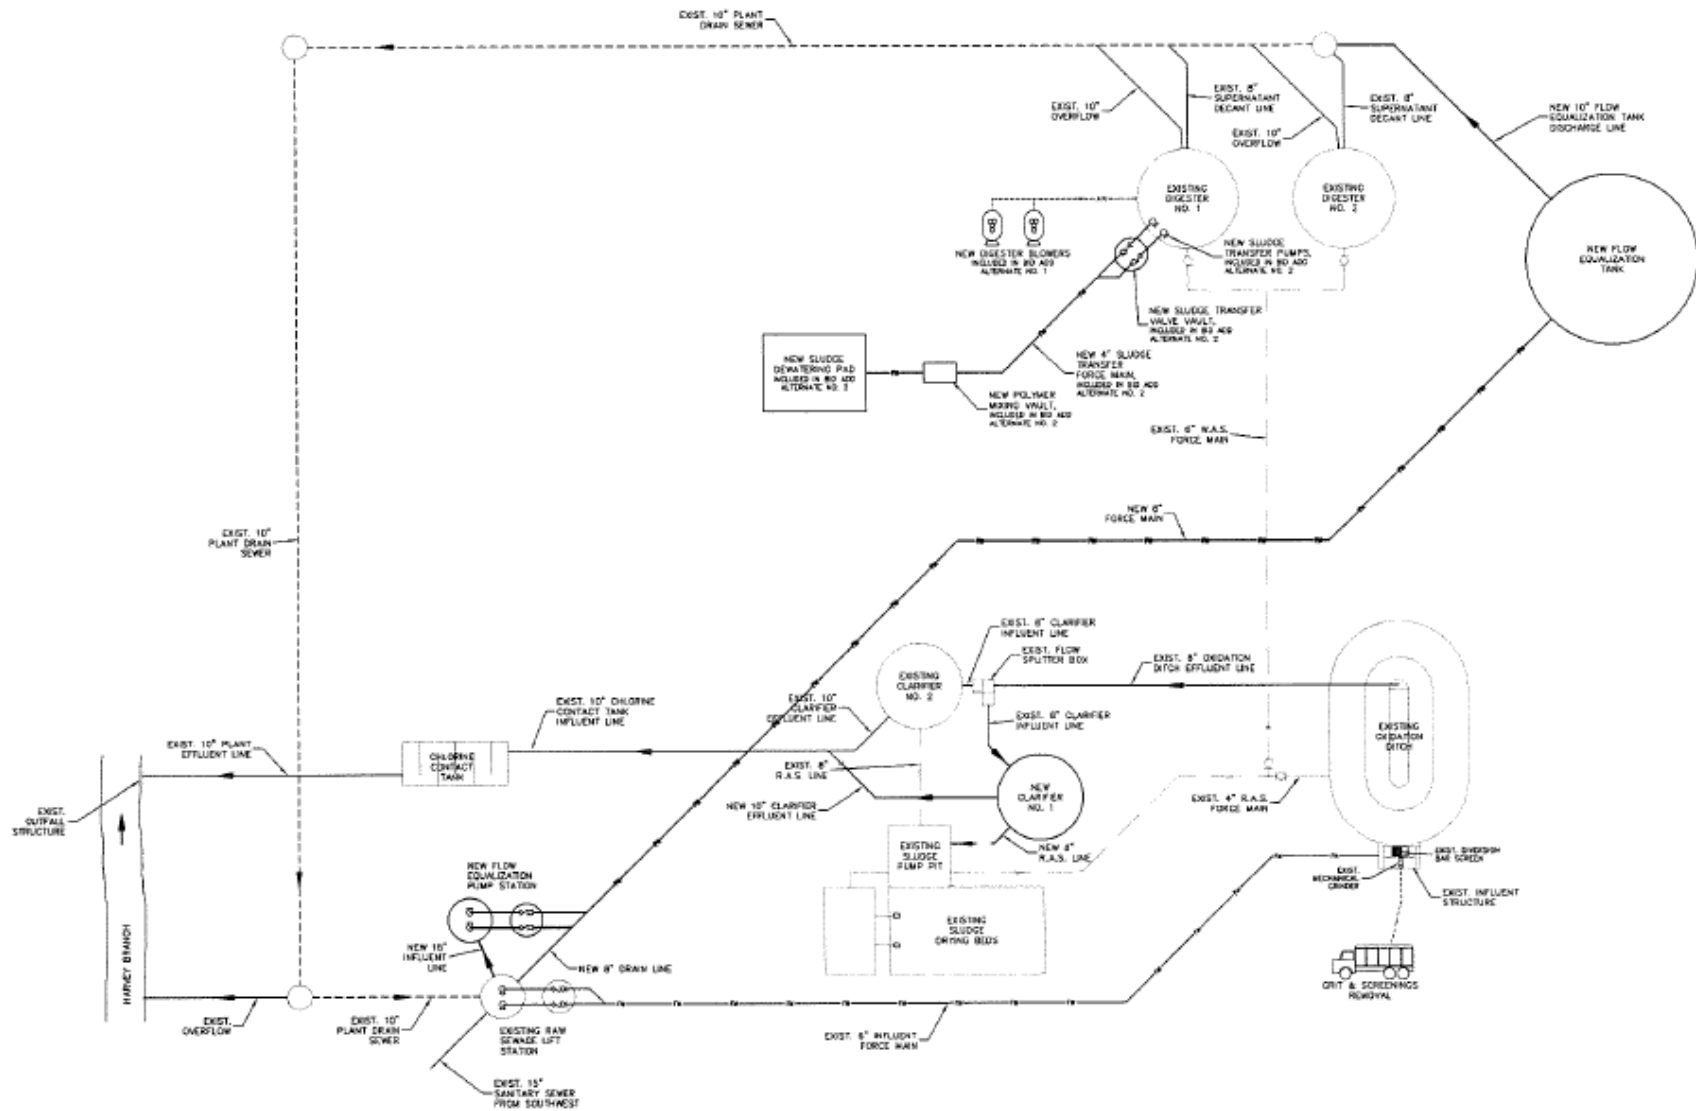 EXIST. 10" PLANT
DRAIN SEWER
EXIST. 10"
OVERFLOW
EXIST. 8"
SUPERNATANT
DECANT LINE
EXIST. 10"
OVERFLOW
EXIST. 8"
SUPERNATANT
DECANT LINE
NEW 10" FLOW
EQUALIZATION TANK
DISCHARGE LINE
EXISTING
DIGESTER
NO. 1
EXISTING
DIGESTER
NO. 2
NEW FLOW
EQUALIZATION
TANK
NEW DIGESTER BLOWERS
INCLUDED IN BID ADD
ALTERNATE NO. 1
NEW SLUDGE
TRANSFER PUMPS,
INCLUDED IN BID ADD
ALTERNATE NO. 2
NEW SLUDGE TRANSFER
VALVE VAULT,
INCLUDED IN BID ADD
ALTERNATE NO. 2
NEW SLUDGE
DEWATERING PAD
INCLUDED IN BID ADD
ALTERNATE NO. 2
NEW 4" SLUDGE
TRANSFER
FORCE MAIN,
INCLUDED IN BID ADD
ALTERNATE NO. 2
NEW POLYMER
MIXING VAULT,
INCLUDED IN BID ADD
ALTERNATE NO. 2
EXIST. 6" W.A.S.
FORCE MAIN
NEW 6"
FORCE MAIN
EXIST. 10"
PLANT DRAIN
SEWER
EXIST. 8" CLARIFIER
INFLUENT LINE
EXIST. FLOW
SPLITTER BOX
EXIST. 8" OXIDATION
DITCH EFFLUENT LINE
EXISTING
CLARIFIER
NO. 2
EXIST. 10"
CLARIFIER
EFFLUENT LINE
EXIST. 10" CHLORINE
CONTACT TANK
INFLUENT LINE
EXIST. 8" CLARIFIER
INFLUENT LINE
EXISTING
OXIDATION
DITCH
EXIST. 10" PLANT
EFFLUENT LINE
CHLORINE
CONTACT
TANK
EXIST. 8"
R.A.S. LINE
NEW
CLARIFIER
NO. 1
EXIST. 4" R.A.S.
FORCE MAIN
EXIST.
OUTFALL
STRUCTURE
NEW 10" CLARIFIER
EFFLUENT LINE
EXISTING
SLUDGE
PUMP PIT
NEW 8"
R.A.S. LINE
EXIST. DIVERSION
BAR SCREEN
EXIST.
MECHANICAL
GRINDER
EXIST. INFLUENT
STRUCTURE
NEW FLOW
EQUALIZATION
PUMP STATION
EXISTING
SLUDGE
DRYING BEDS
HARVEY BRANCH
INFLUENT
LINE
NEW 8" DRAIN LINE
GRIT & SCREENINGS
REMOVAL
EXIST.
OVERFLOW
EXIST. 10"
PLANT DRAIN
SEWER
EXISTING RAW
SEWAGE LIFT
STATION
EXIST. 6" INFLUENT
FORCE MAIN
EXIST. 15"
SANITARY SEWER
FROM SOUTHWEST